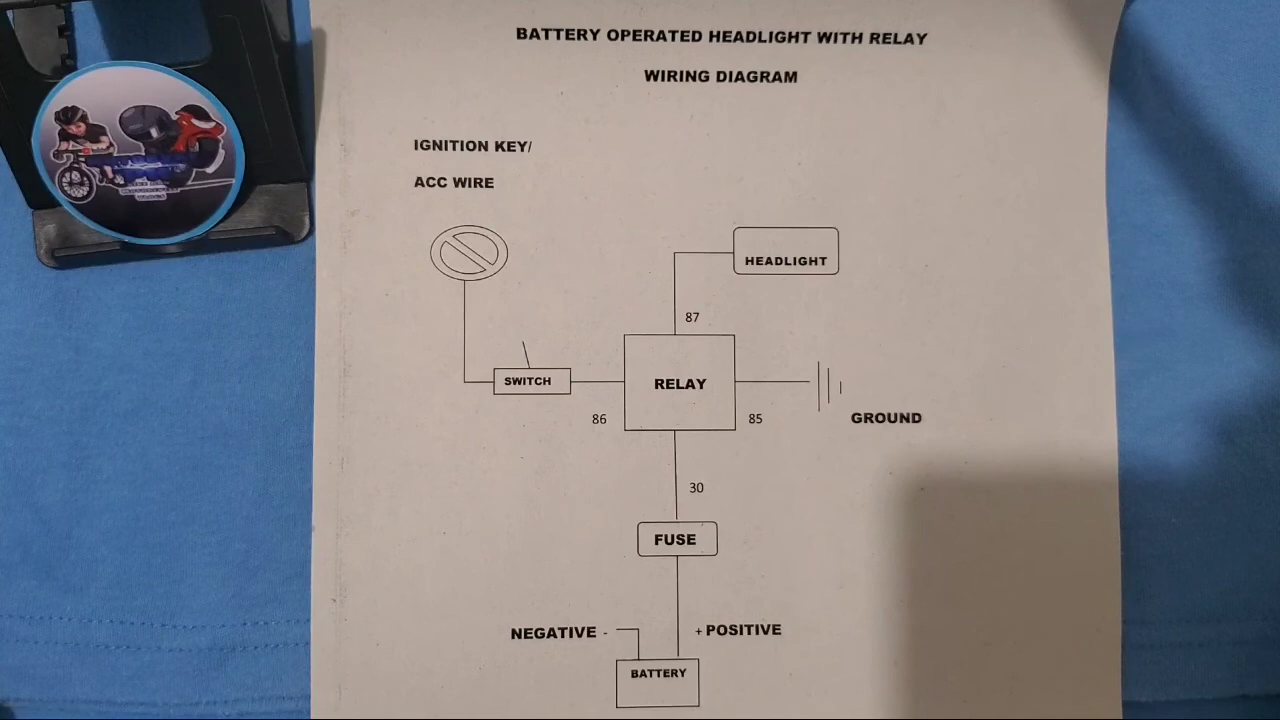 BATTERY OPERATED HEADLIGHT WITH RELAY
WIRING DIAGRAM
IGNITION KEY/
ACC WIRE
HEADLIGHT
87
SWITCH
RELAY
86
85
GROUND
30
FUSE
NEGATIVE -
+ POSITIVE
BATTERY